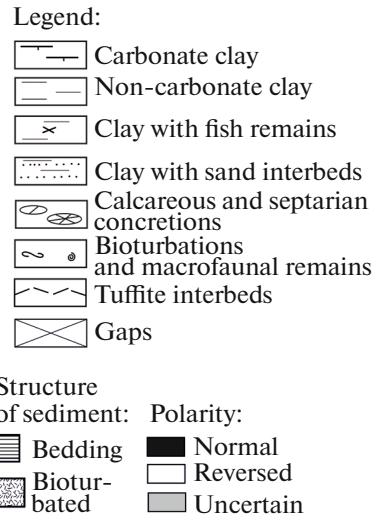 Legend:
Carbonate clay
Non-carbonate clay
Clay with fish remains
Clay with sand interbeds
Calcareous and septarian
concretions
Bioturbations
and macrofaunal remains
Tuffite interbeds
Gaps
Structure
of sediment:
Bedding
Biotur-
bated
Polarity:
Normal
Reversed
Uncertain